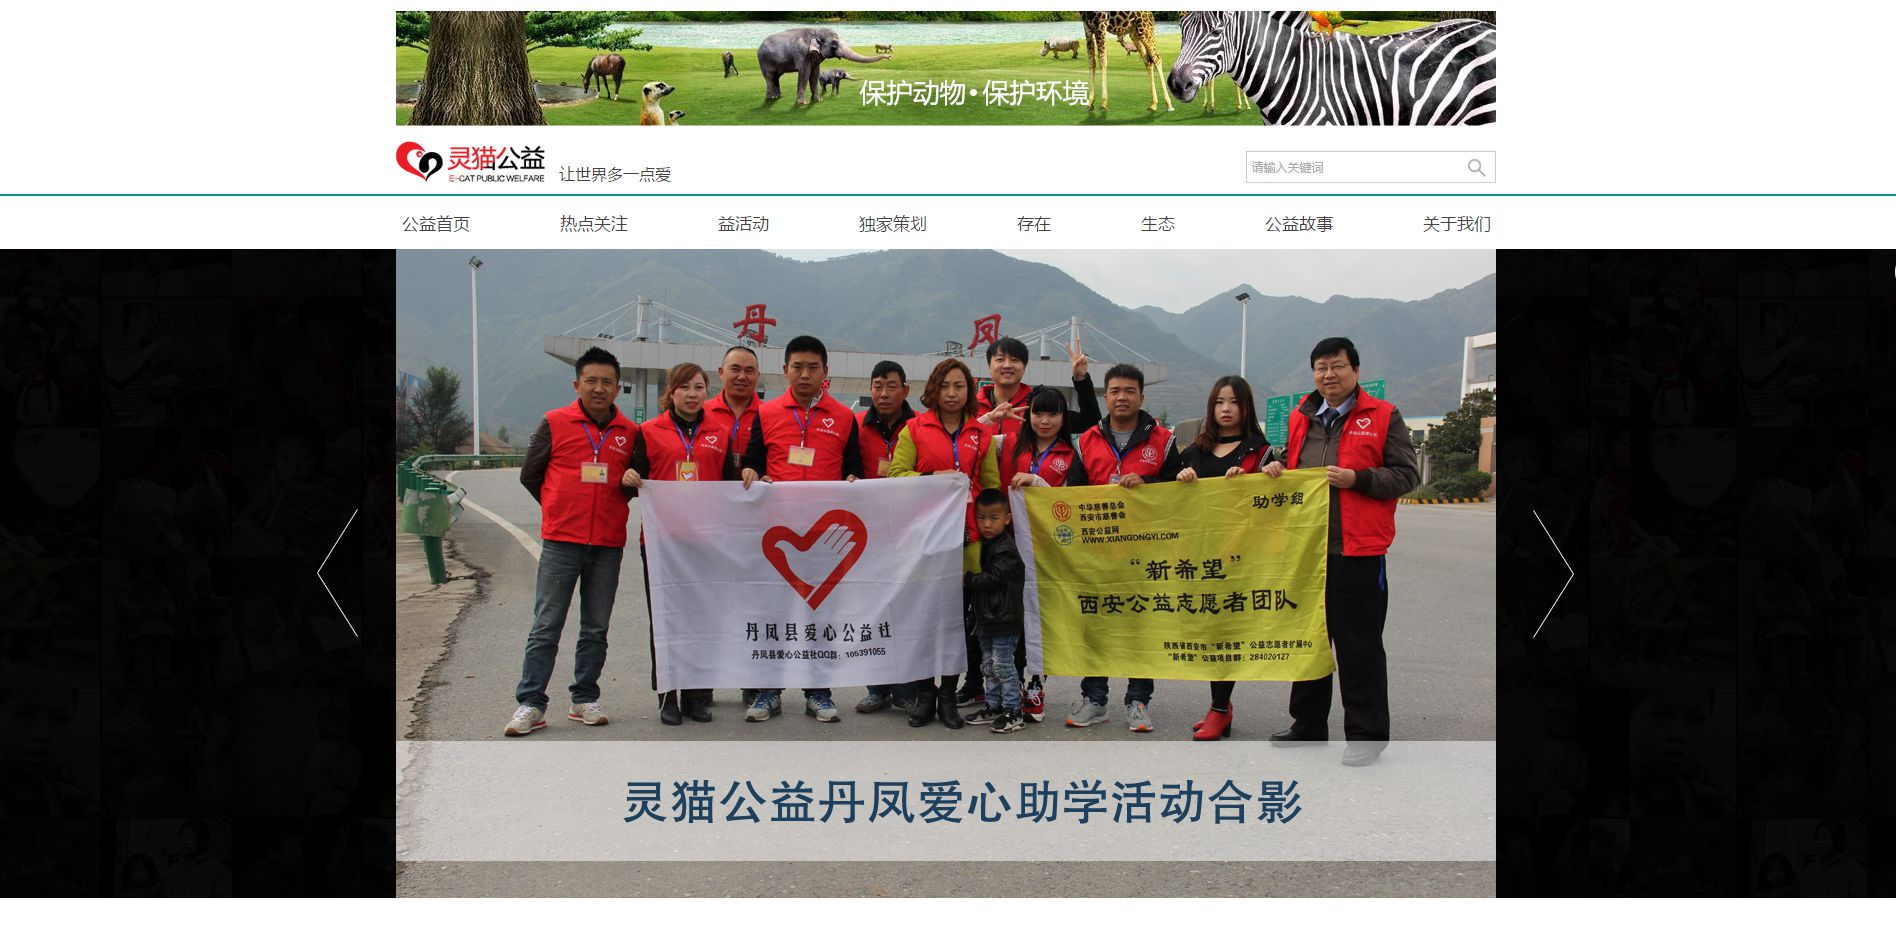 保护动物·保护环境
灵猫公益
E-CAT PUBLIC WELFARE
让世界多一点爱
请输入关键词
公益首页 热点关注 益活动 独家策划 存在 生态 公益故事 关于我们
丹凤
丹凤县爱心公益社
丹凤县爱心公益社QQ群：105391055
中华慈善总会
西安市慈善会
助学组
西安公益网
WWW.XIANGONGYI.COM
“新希望”
西安公益志愿者团队
陕西省西安市“新希望”公益志愿者扩展中心
“新希望”公益项目群：284020127
灵猫公益丹凤爱心助学活动合影